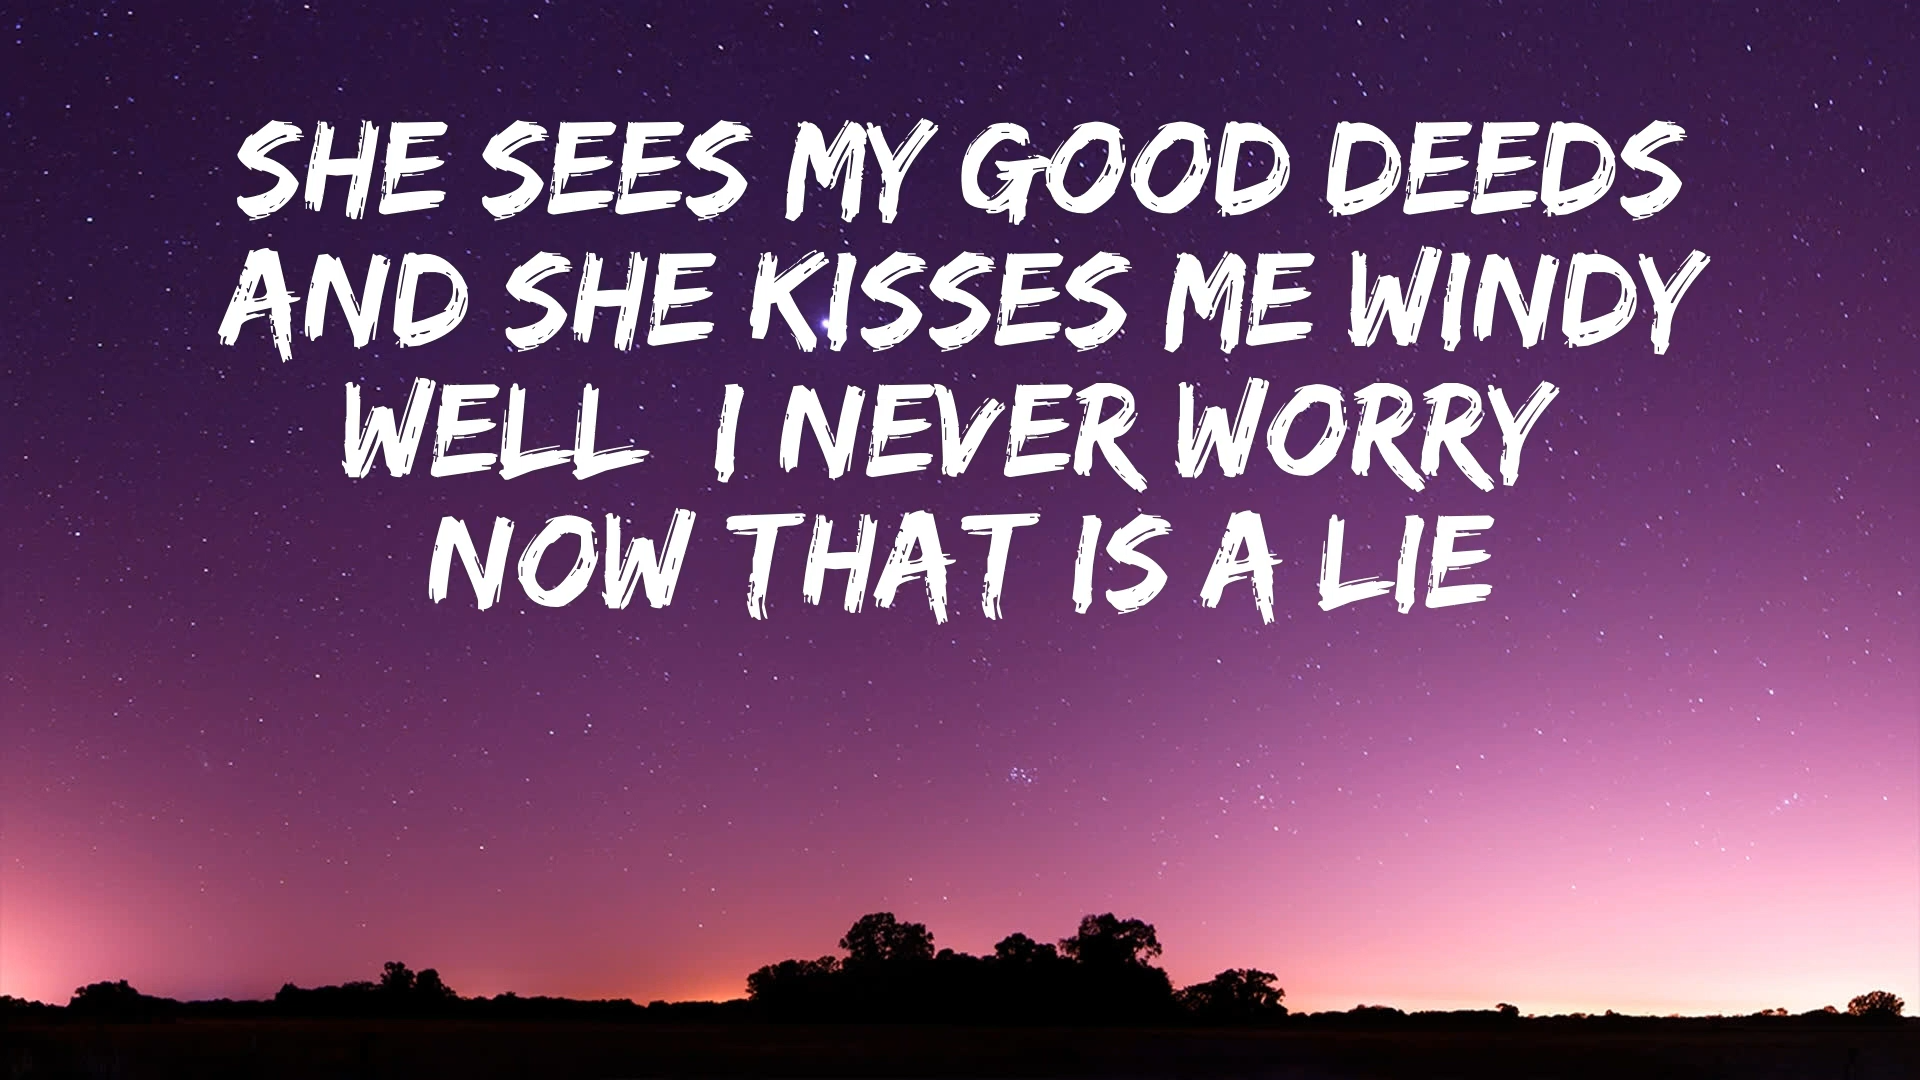 SHE SEES MY GOOD DEEDS
AND SHE KISSES ME WINDY
WELL I NEVER WORRY
NOW THAT IS A LIE